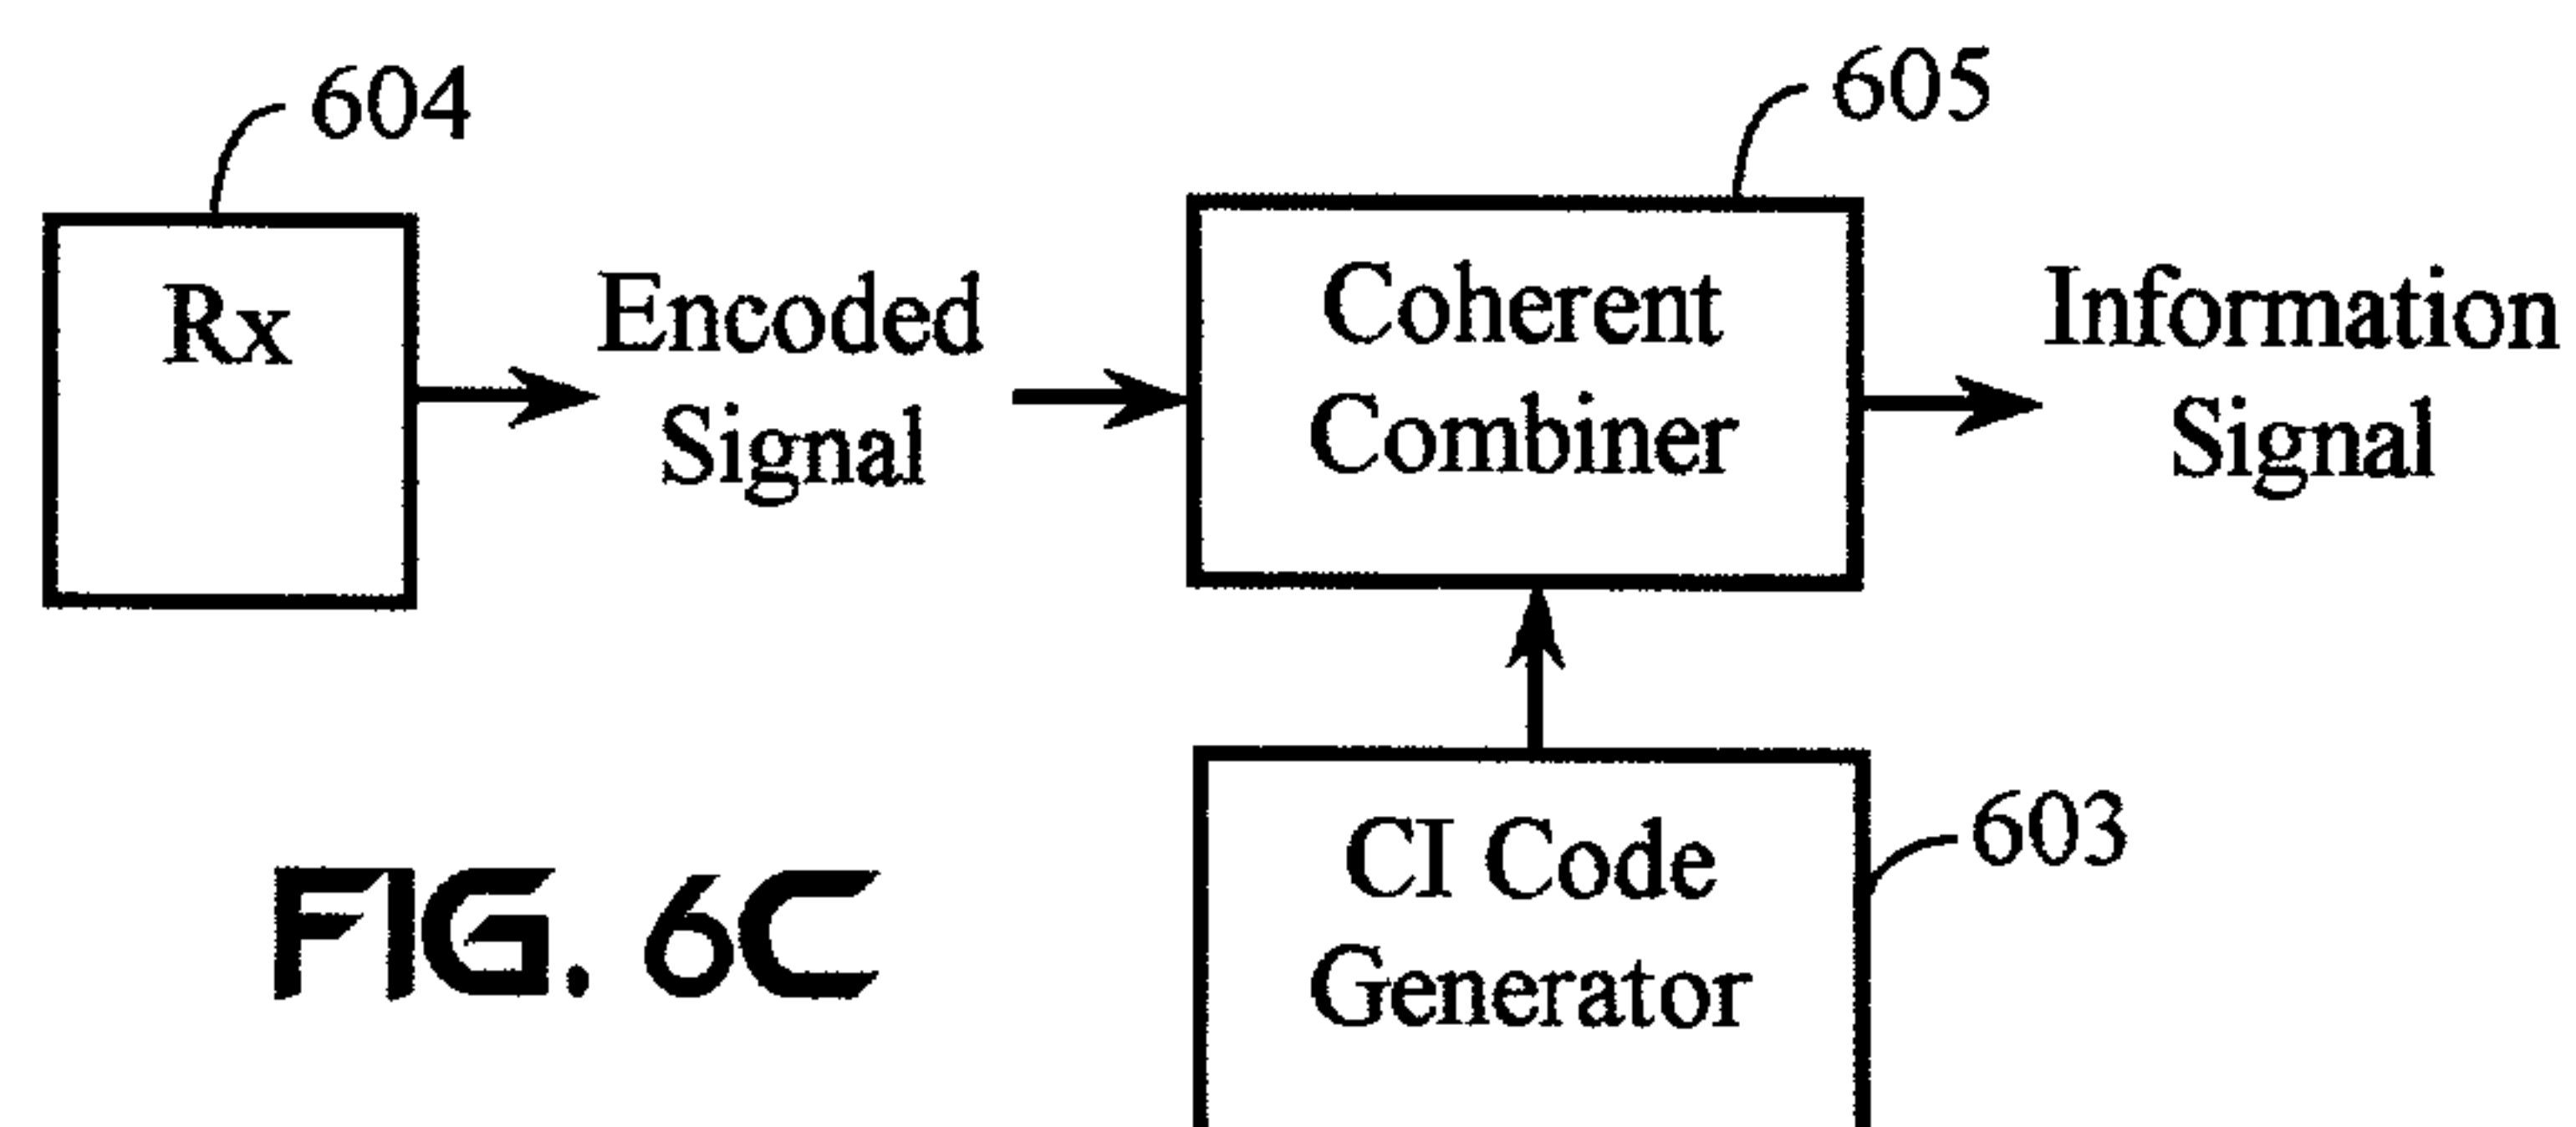 604
605
Rx
Encoded
Signal
Coherent
Combiner
Information
Signal
CI Code
Generator
603
FIG. 6C